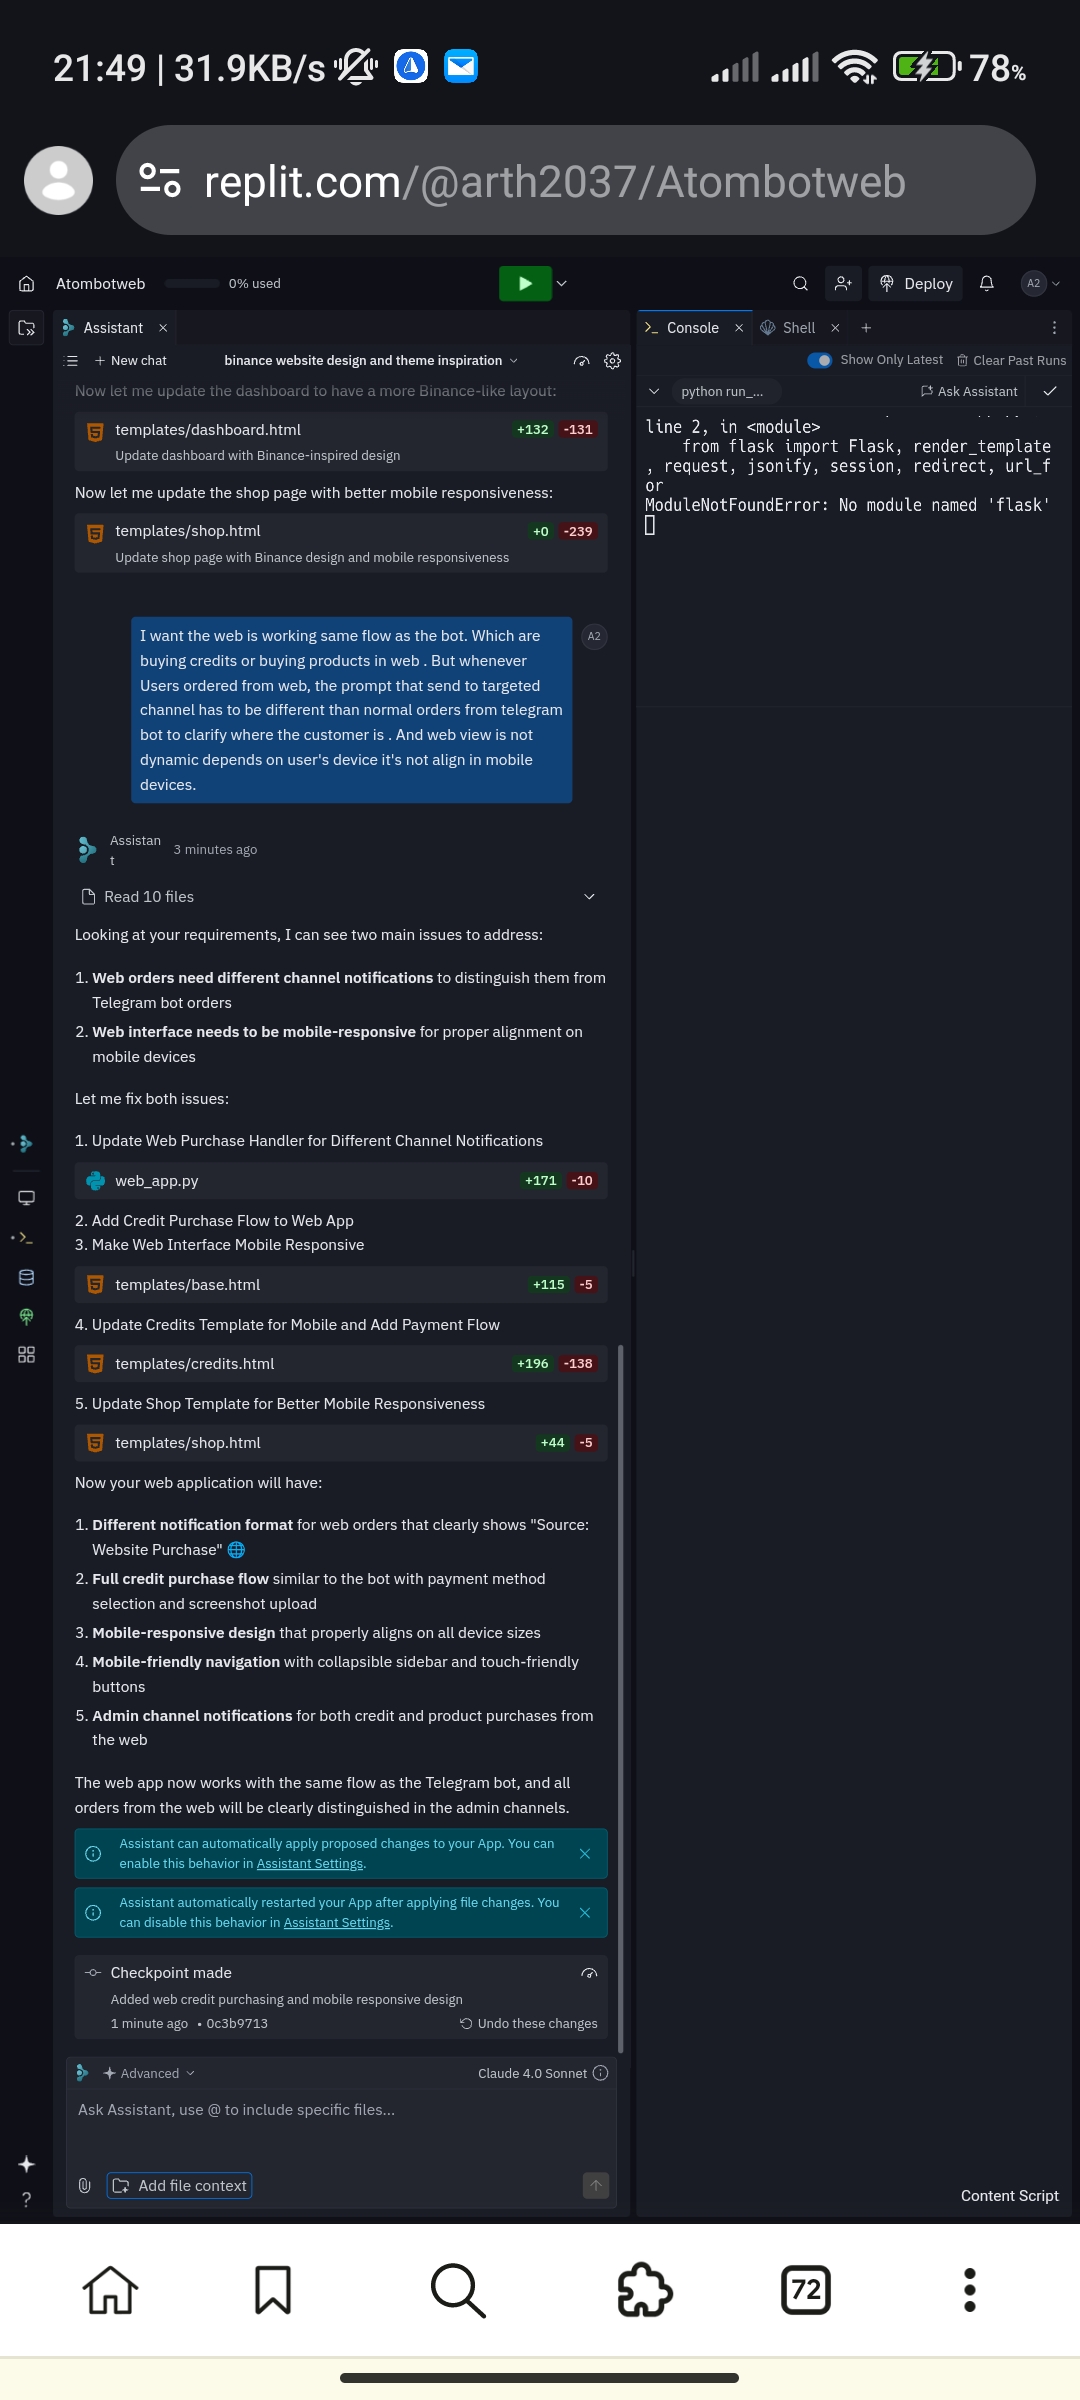 21:49 | 31.9KB/s
78%
replit.com/@arth2037/Atombotweb
Atombotweb
0% used
Deploy
A2
Assistant
Console
Shell
New chat
binance website design and theme inspiration
Show Only Latest
Clear Past Runs
python run_...
Ask Assistant
Now let me update the dashboard to have a more Binance-like layout:
templates/dashboard.html +132 -131
Update dashboard with Binance-inspired design
Now let me update the shop page with better mobile responsiveness:
templates/shop.html +0 -239
Update shop page with Binance design and mobile responsiveness
I want the web is working same flow as the bot. Which are
buying credits or buying products in web . But whenever
Users ordered from web, the prompt that send to targeted
channel has to be different than normal orders from telegram
bot to clarify where the customer is . And web view is not
dynamic depends on user's device it's not align in mobile
devices.
A2
Assistan
t
3 minutes ago
Read 10 files
Looking at your requirements, I can see two main issues to address:
1. Web orders need different channel notifications to distinguish them from
Telegram bot orders
2. Web interface needs to be mobile-responsive for proper alignment on
mobile devices
Let me fix both issues:
1. Update Web Purchase Handler for Different Channel Notifications
web_app.py +171 -10
2. Add Credit Purchase Flow to Web App
3. Make Web Interface Mobile Responsive
templates/base.html +115 -5
4. Update Credits Template for Mobile and Add Payment Flow
templates/credits.html +196 -138
5. Update Shop Template for Better Mobile Responsiveness
templates/shop.html +44 -5
Now your web application will have:
1. Different notification format for web orders that clearly shows "Source:
Website Purchase" 🌐
2. Full credit purchase flow similar to the bot with payment method
selection and screenshot upload
3. Mobile-responsive design that properly aligns on all device sizes
4. Mobile-friendly navigation with collapsible sidebar and touch-friendly
buttons
5. Admin channel notifications for both credit and product purchases from
the web
The web app now works with the same flow as the Telegram bot, and all
orders from the web will be clearly distinguished in the admin channels.
Assistant can automatically apply proposed changes to your App. You can
enable this behavior in Assistant Settings.
Assistant automatically restarted your App after applying file changes. You
can disable this behavior in Assistant Settings.
Checkpoint made
Added web credit purchasing and mobile responsive design
1 minute ago • 0c3b9713
Undo these changes
Advanced
Claude 4.0 Sonnet
Ask Assistant, use @ to include specific files...
Add file context
line 2, in <module>
from flask import Flask, render_template
, request, jsonify, session, redirect, url_f
or
ModuleNotFoundError: No module named 'flask'
Content Script
72